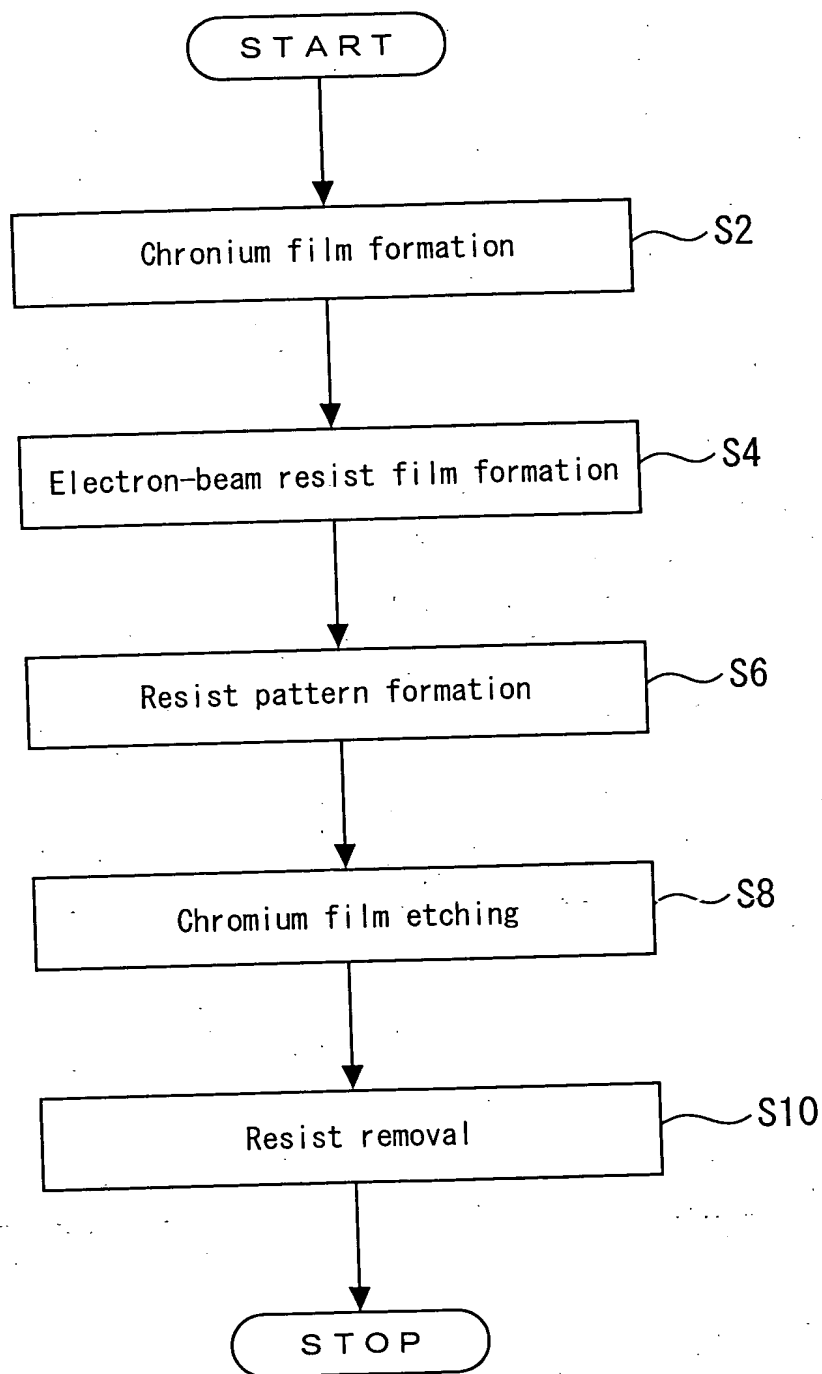 START
Chronium film formation
S2
Electron-beam resist film formation
S4
Resist pattern formation
S6
Chromium film etching
S8
Resist removal
S10
STOP